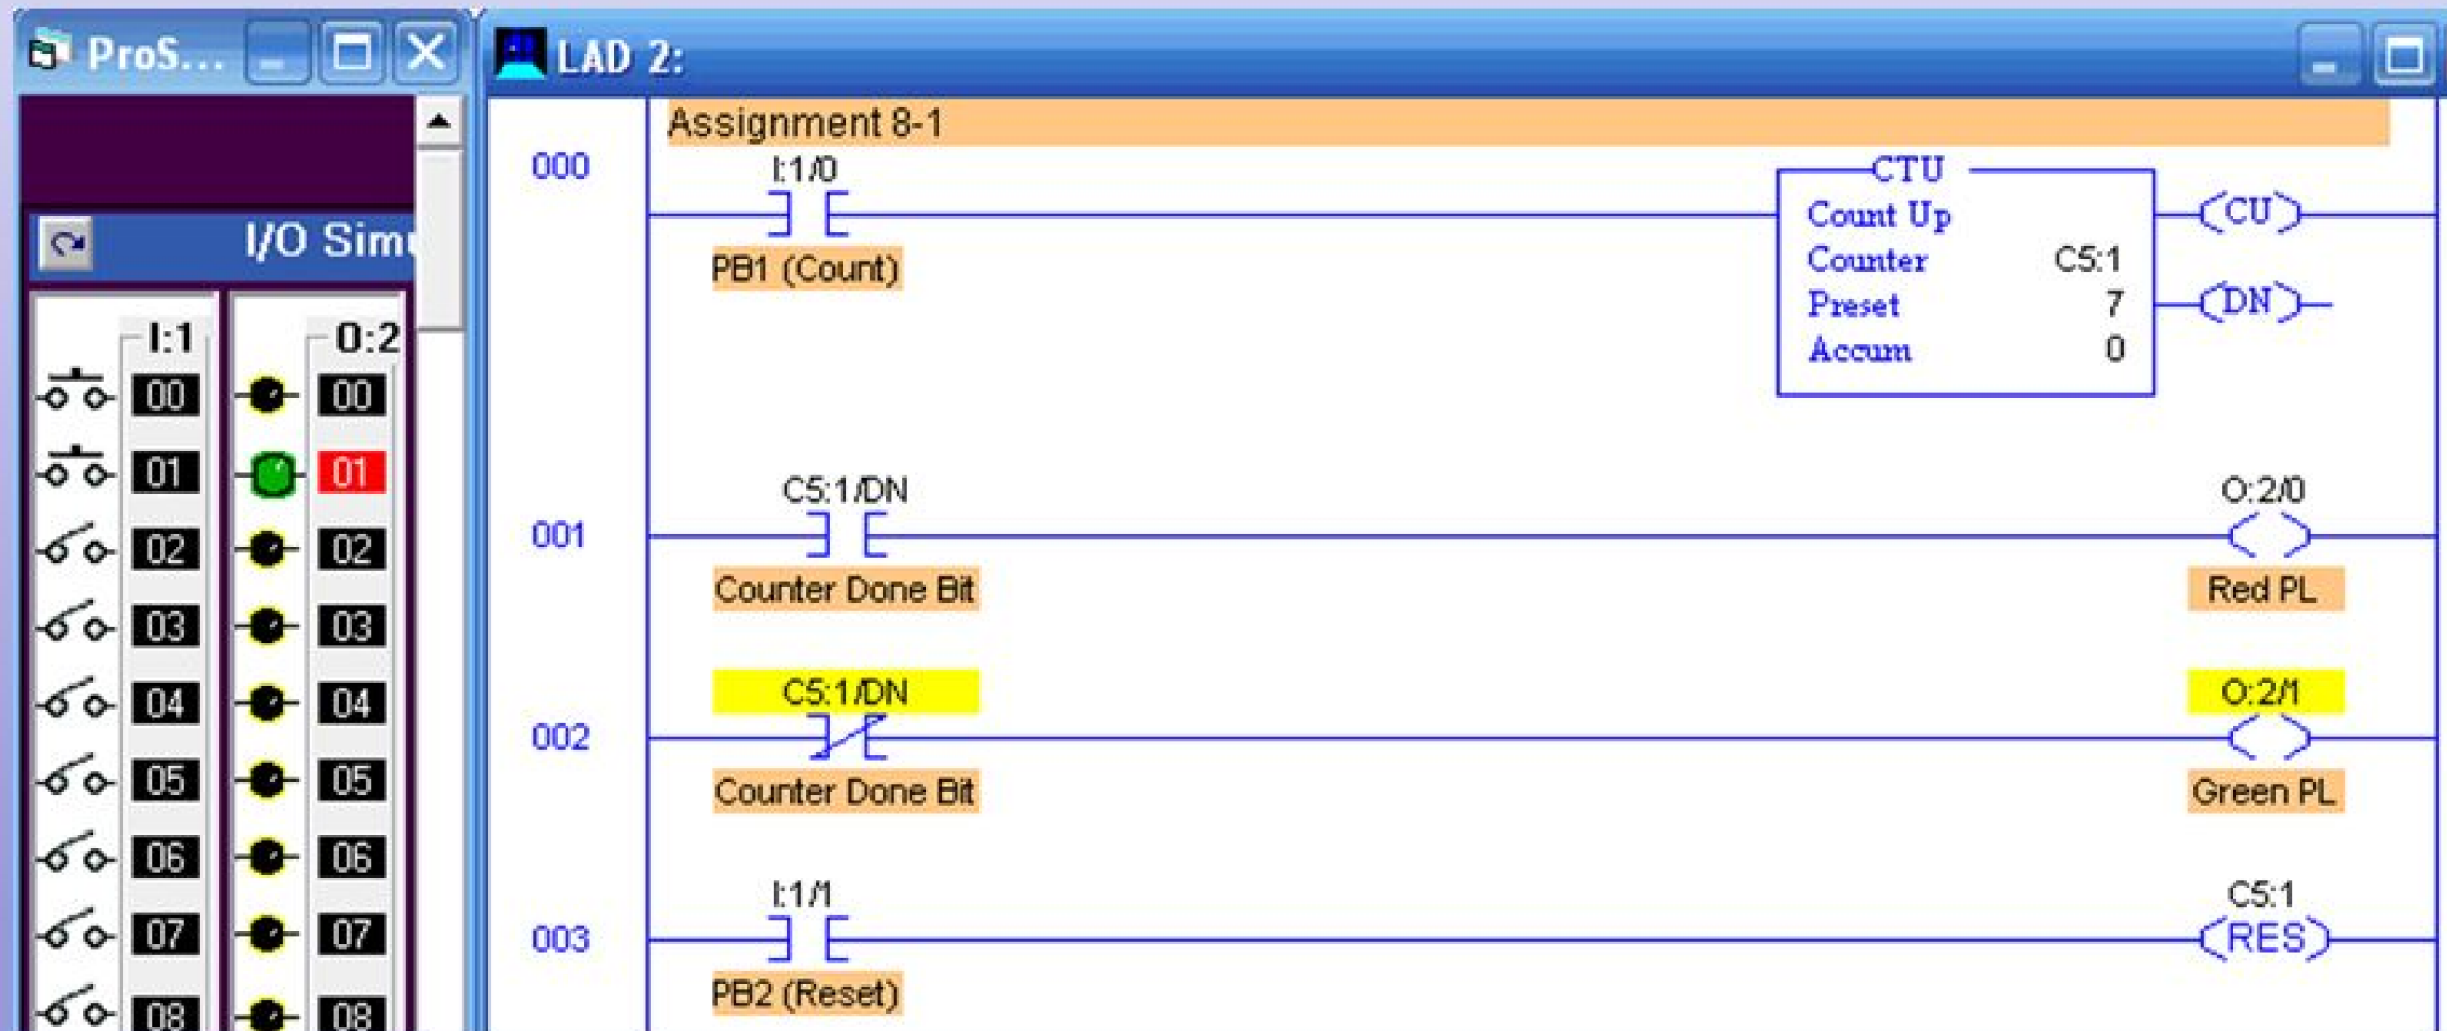 ProS...
I/O Sim
I:1
O:2
00 00
01 01
02 02
03 03
04 04
05 05
06 06
07 07
08 08
LAD 2:
Assignment 8-1
000
I:1/0
PB1 (Count)
CTU
Count Up
Counter C5:1
Preset 7
Accum 0
CU
DN
001
C5:1/DN
Counter Done Bit
O:2/0
Red PL
002
C5:1/DN
Counter Done Bit
O:2/1
Green PL
003
I:1/1
PB2 (Reset)
C5:1
RES